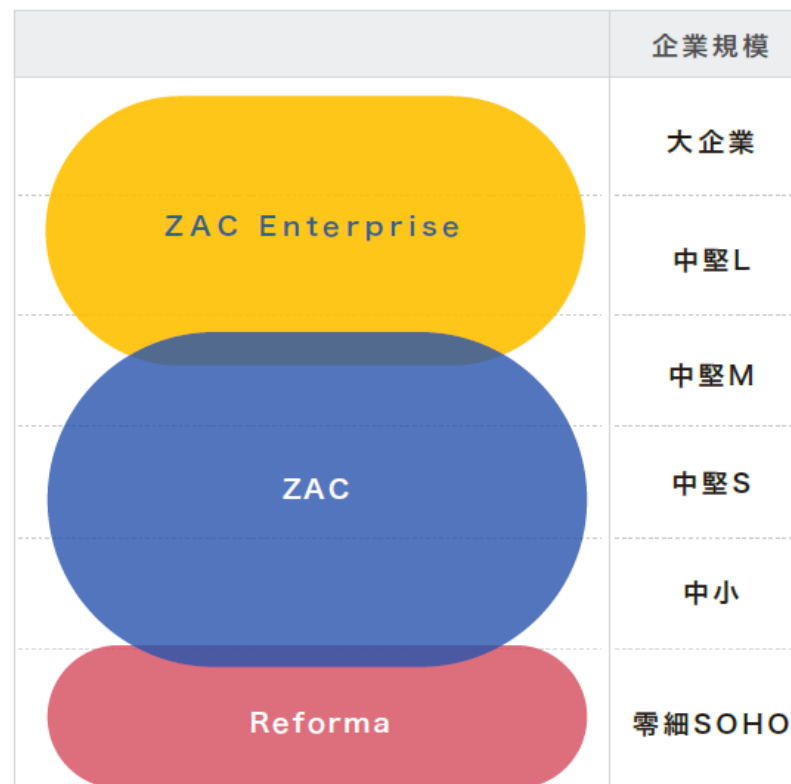 企業規模
大企業
ZAC Enterprise
中堅L
中堅M
ZAC
中堅S
中小
Reforma
零細SOHO